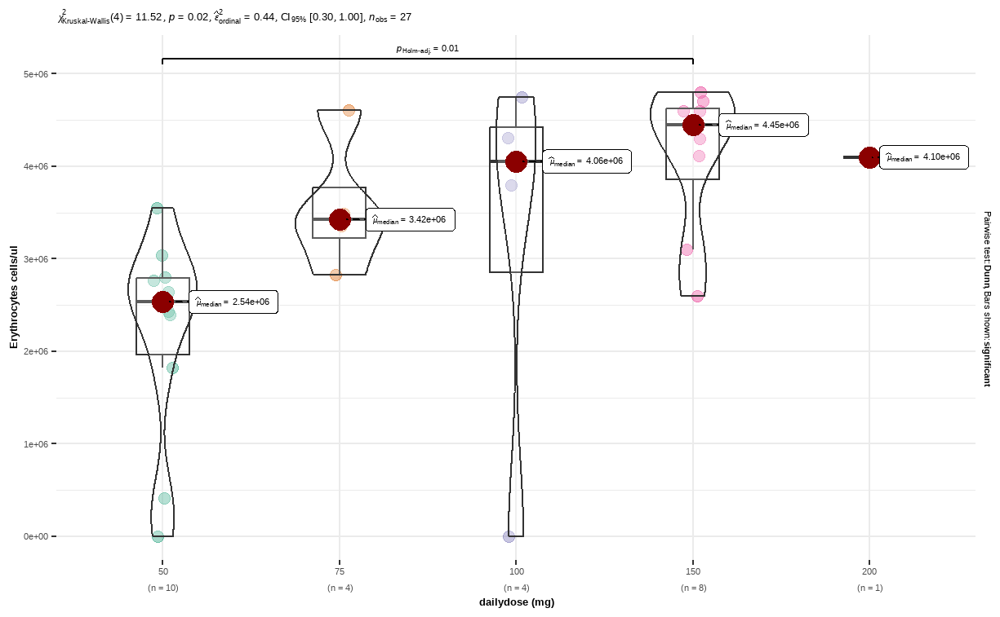 χ²Kruskal-Wallis(4) = 11.52, p = 0.02, ε̂²ordinal = 0.44, CI95% [0.30, 1.00], nobs = 27
pHolm-adj. = 0.01
5e+06
μ̂median = 4.45e+06
4e+06
μ̂median = 4.06e+06
μ̂median = 4.10e+06
μ̂median = 3.42e+06
3e+06
μ̂median = 2.54e+06
2e+06
1e+06
0e+00
Erythrocytes cells/ul
Pairwise test: Dunn, Bars shown: significant
50 75 100 150 200
(n = 10) (n = 4) (n = 4) (n = 8) (n = 1)
dailydose (mg)